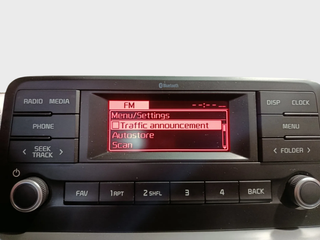 Bluetooth
RADIO MEDIA
FM
--:-- 
DISP CLOCK
Menu/Settings
Traffic announcement
Autostore
Scan
PHONE
MENU
< SEEK TRACK >
< FOLDER >
FAV
1 RPT
2 SHFL
3
4
BACK